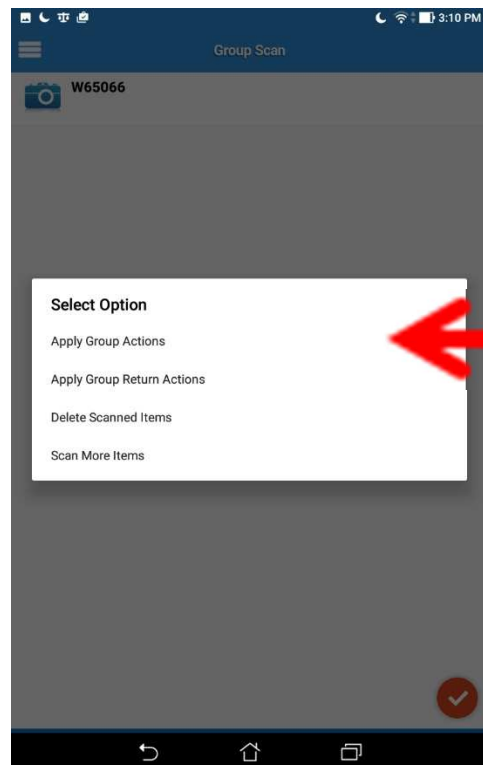 3:10 PM
Group Scan
W65066
Select Option
Apply Group Actions
Apply Group Return Actions
Delete Scanned Items
Scan More Items